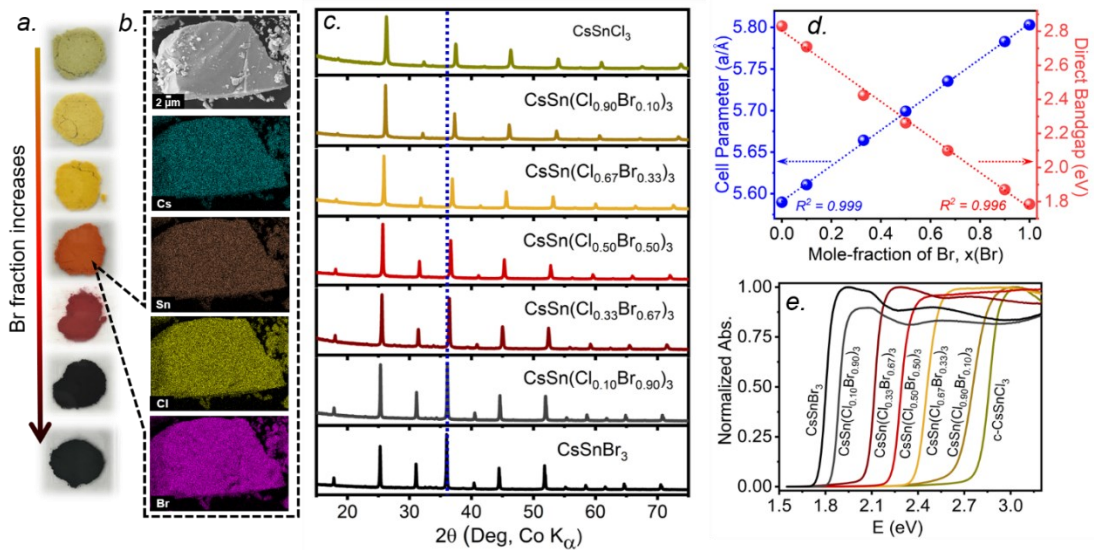 a.
Br fraction increases
b.
2 µm
Cs
Sn
Cl
Br
c.
CsSnCl₃
CsSn(Cl₀.₉₀Br₀.₁₀)₃
CsSn(Cl₀.₆₇Br₀.₃₃)₃
CsSn(Cl₀.₅₀Br₀.₅₀)₃
CsSn(Cl₀.₃₃Br₀.₆₇)₃
CsSn(Cl₀.₁₀Br₀.₉₀)₃
CsSnBr₃
20 30 40 50 60 70
2θ (Deg, Co Kα)
d.
Cell Parameter (a/Å)
5.80
5.76
5.72
5.68
5.64
5.60
Direct Bandgap (eV)
2.8
2.6
2.4
2.2
2.0
1.8
R² = 0.999
R² = 0.996
0.0 0.2 0.4 0.6 0.8 1.0
Mole-fraction of Br, x(Br)
e.
Normalized Abs.
1.00
0.75
0.50
0.25
0.00
CsSnBr₃
CsSn(Cl₀.₁₀Br₀.₉₀)₃
CsSn(Cl₀.₃₃Br₀.₆₇)₃
CsSn(Cl₀.₅₀Br₀.₅₀)₃
CsSn(Cl₀.₆₇Br₀.₃₃)₃
CsSn(Cl₀.₉₀Br₀.₁₀)₃
c-CsSnCl₃
1.5 1.8 2.1 2.4 2.7 3.0
E (eV)